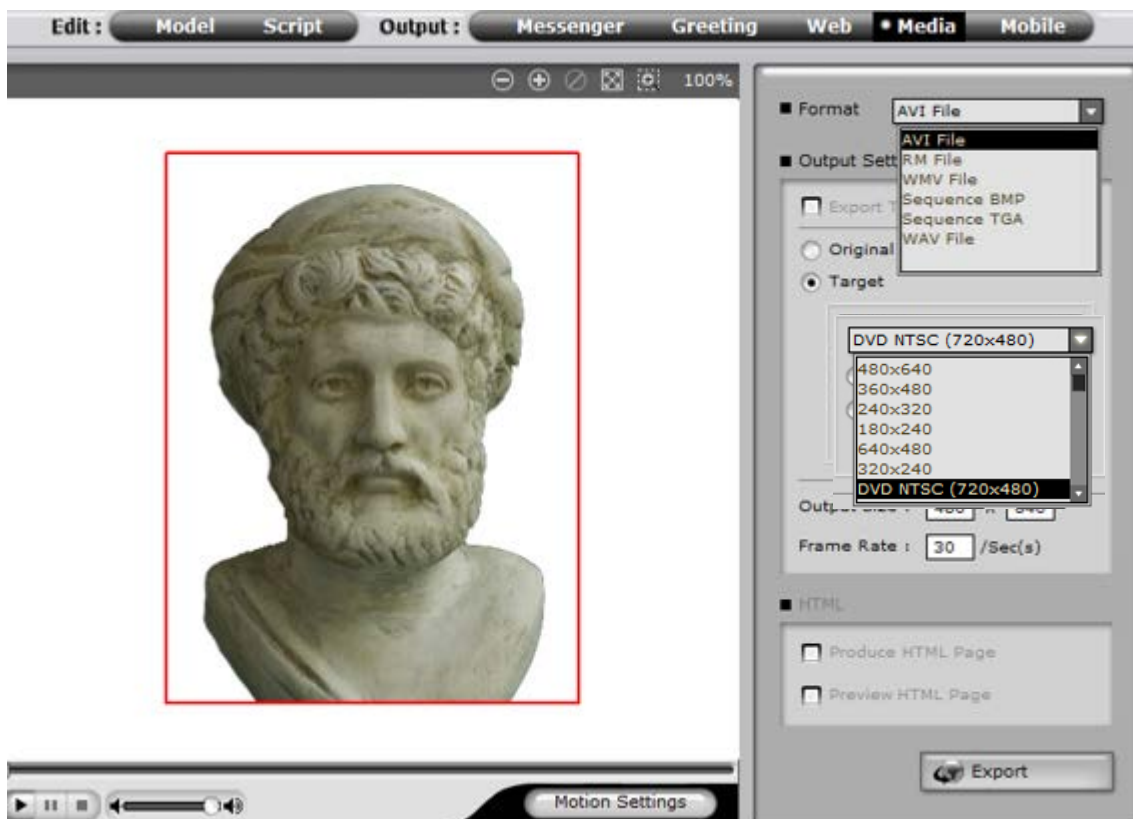 Edit : Model Script Output : Messenger Greeting Web Media Mobile
100%
Format AVI File
AVI File
RM File
WMV File
Sequence BMP
Sequence TGA
WAV File
Output Sett
Export T
Original
Target
DVD NTSC (720x480)
480x640
360x480
240x320
180x240
640x480
320x240
DVD NTSC (720x480)
Frame Rate : 30 /Sec(s)
HTML
Produce HTML Page
Preview HTML Page
Export
Motion Settings